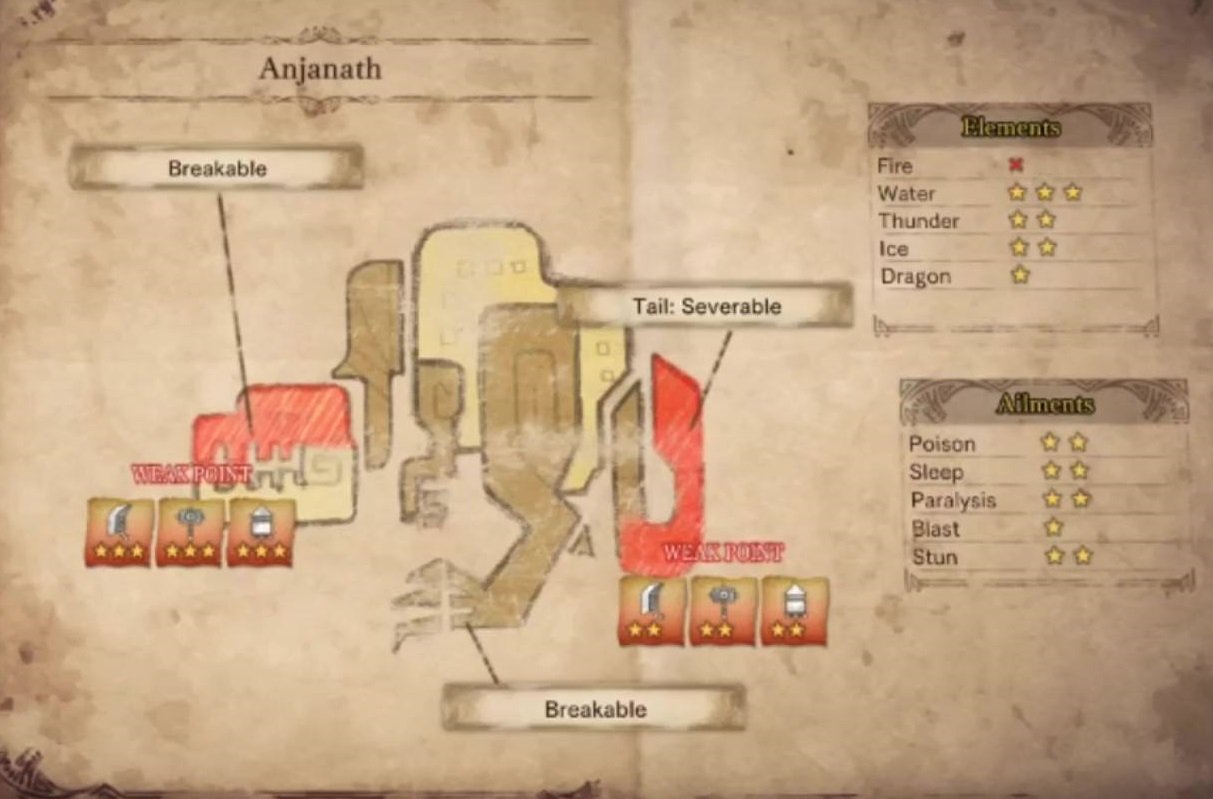 Anjanath
Breakable
Elements
Fire
Water
Thunder
Ice
Dragon
Tail: Severable
WEAK POINT
Ailments
Poison
Sleep
Paralysis
Blast
Stun
WEAK POINT
Breakable